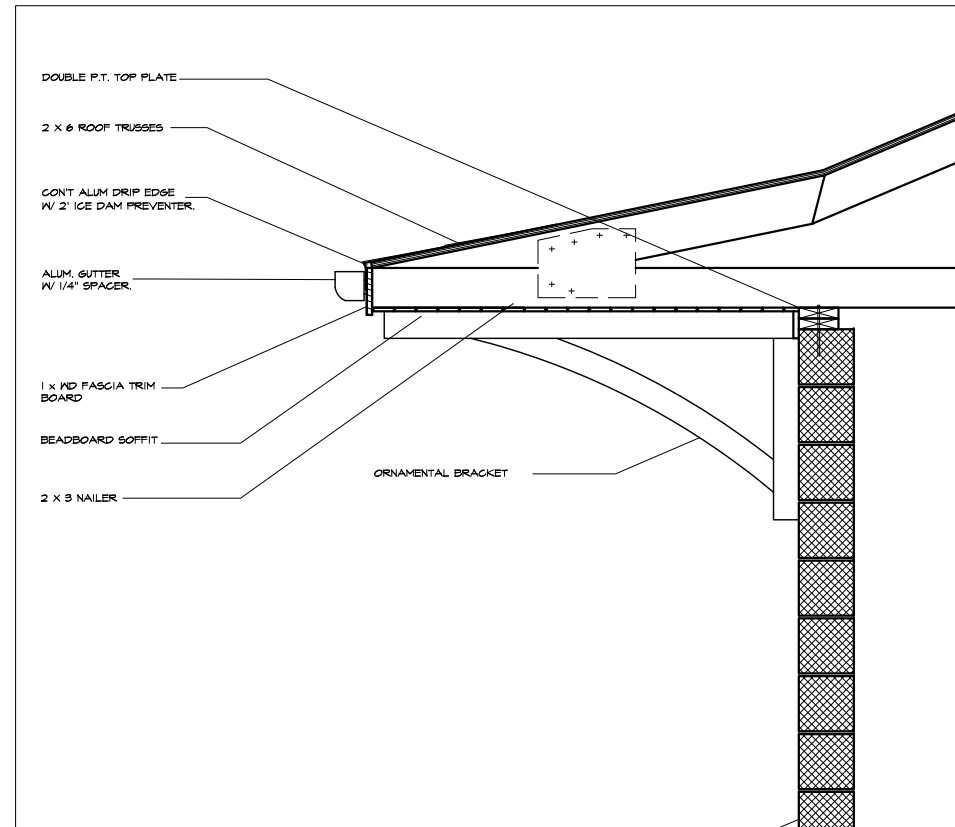 DOUBLE P.T. TOP PLATE
2 X 6 ROOF TRUSSES
CON'T ALUM DRIP EDGE
W/ 2' ICE DAM PREVENTER.
ALUM. GUTTER
W/ 1/4" SPACER.
1 x WD FASCIA TRIM
BOARD
BEADBOARD SOFFIT
ORNAMENTAL BRACKET
2 X 3 NAILER